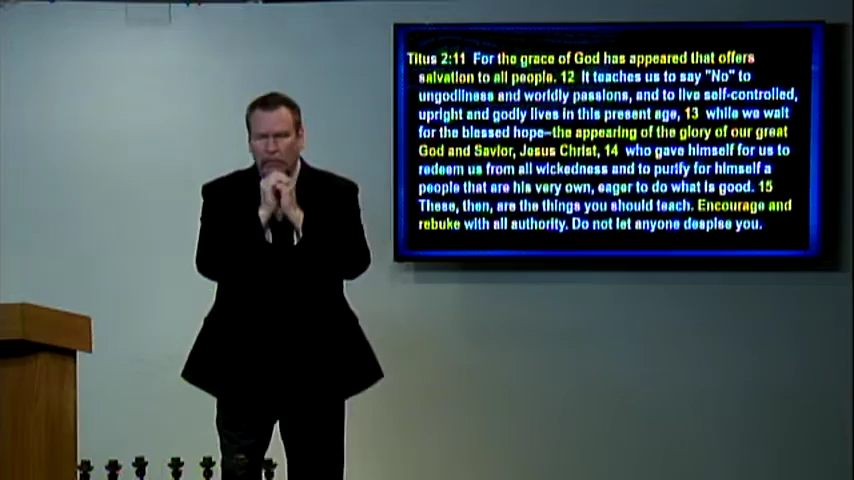 Titus 2:11 For the grace of God has appeared that offers
salvation to all people. 12 It teaches us to say "No" to
ungodliness and worldly passions, and to live self-controlled,
upright and godly lives in this present age, 13 while we wait
for the blessed hope—the appearing of the glory of our great
God and Savior, Jesus Christ, 14 who gave himself for us to
redeem us from all wickedness and to purify for himself a
people that are his very own, eager to do what is good. 15
These, then, are the things you should teach. Encourage and
rebuke with all authority. Do not let anyone despise you.